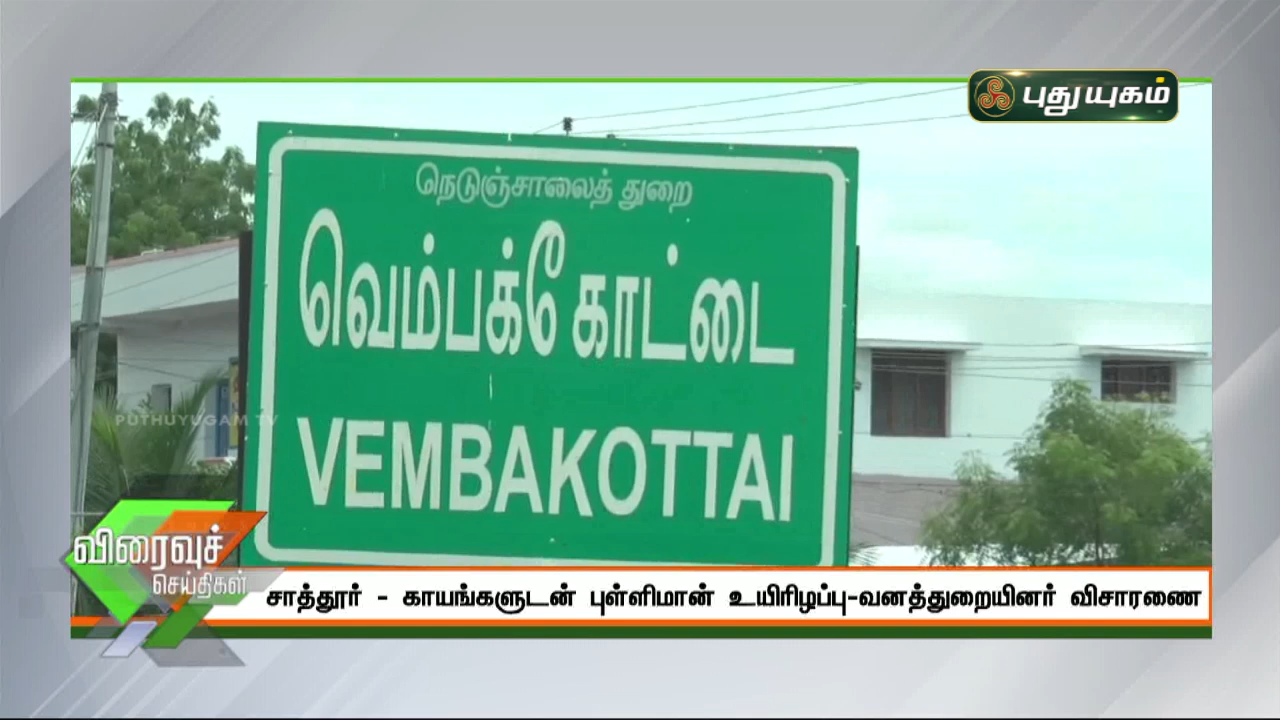 புதுயுகம்
நெடுஞ்சாலைத் துறை
வெம்பக்கோட்டை
VEMBAKOTTAI
PUTHUYUGAM TV
விரைவுச்
செய்திகள்
சாத்தூர் - காயங்களுடன் புள்ளிமான் உயிரிழப்பு-வனத்துறையினர் விசாரணை